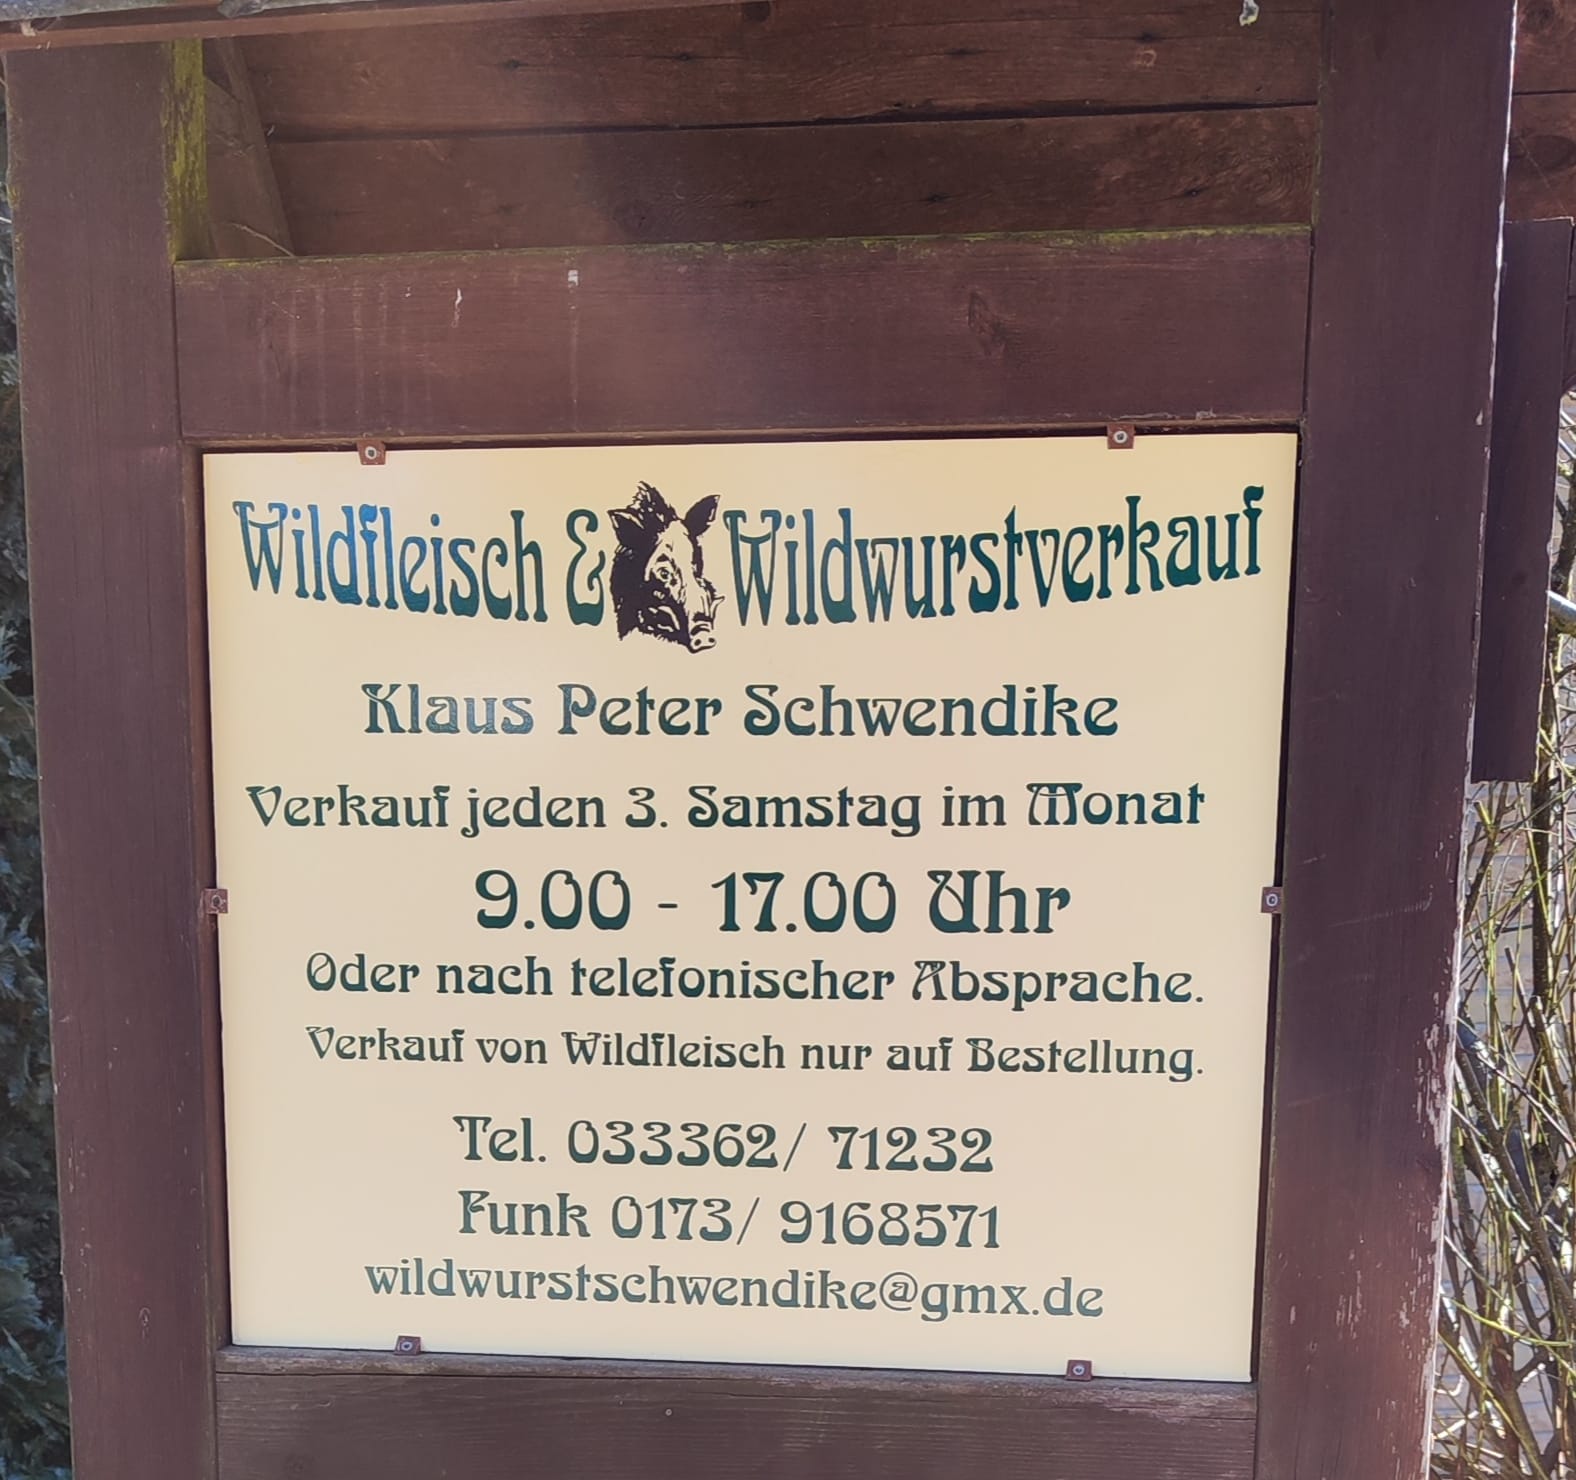 Wildfleisch & Wildwurstverkauf
Klaus Peter Schwendike
Verkauf jeden 3. Samstag im Monat
9.00 - 17.00 Uhr
Oder nach telefonischer Absprache.
Verkauf von Wildfleisch nur auf Bestellung.
Tel. 033362/ 71232
Funk 0173/ 9168571
wildwurstschwendike@gmx.de